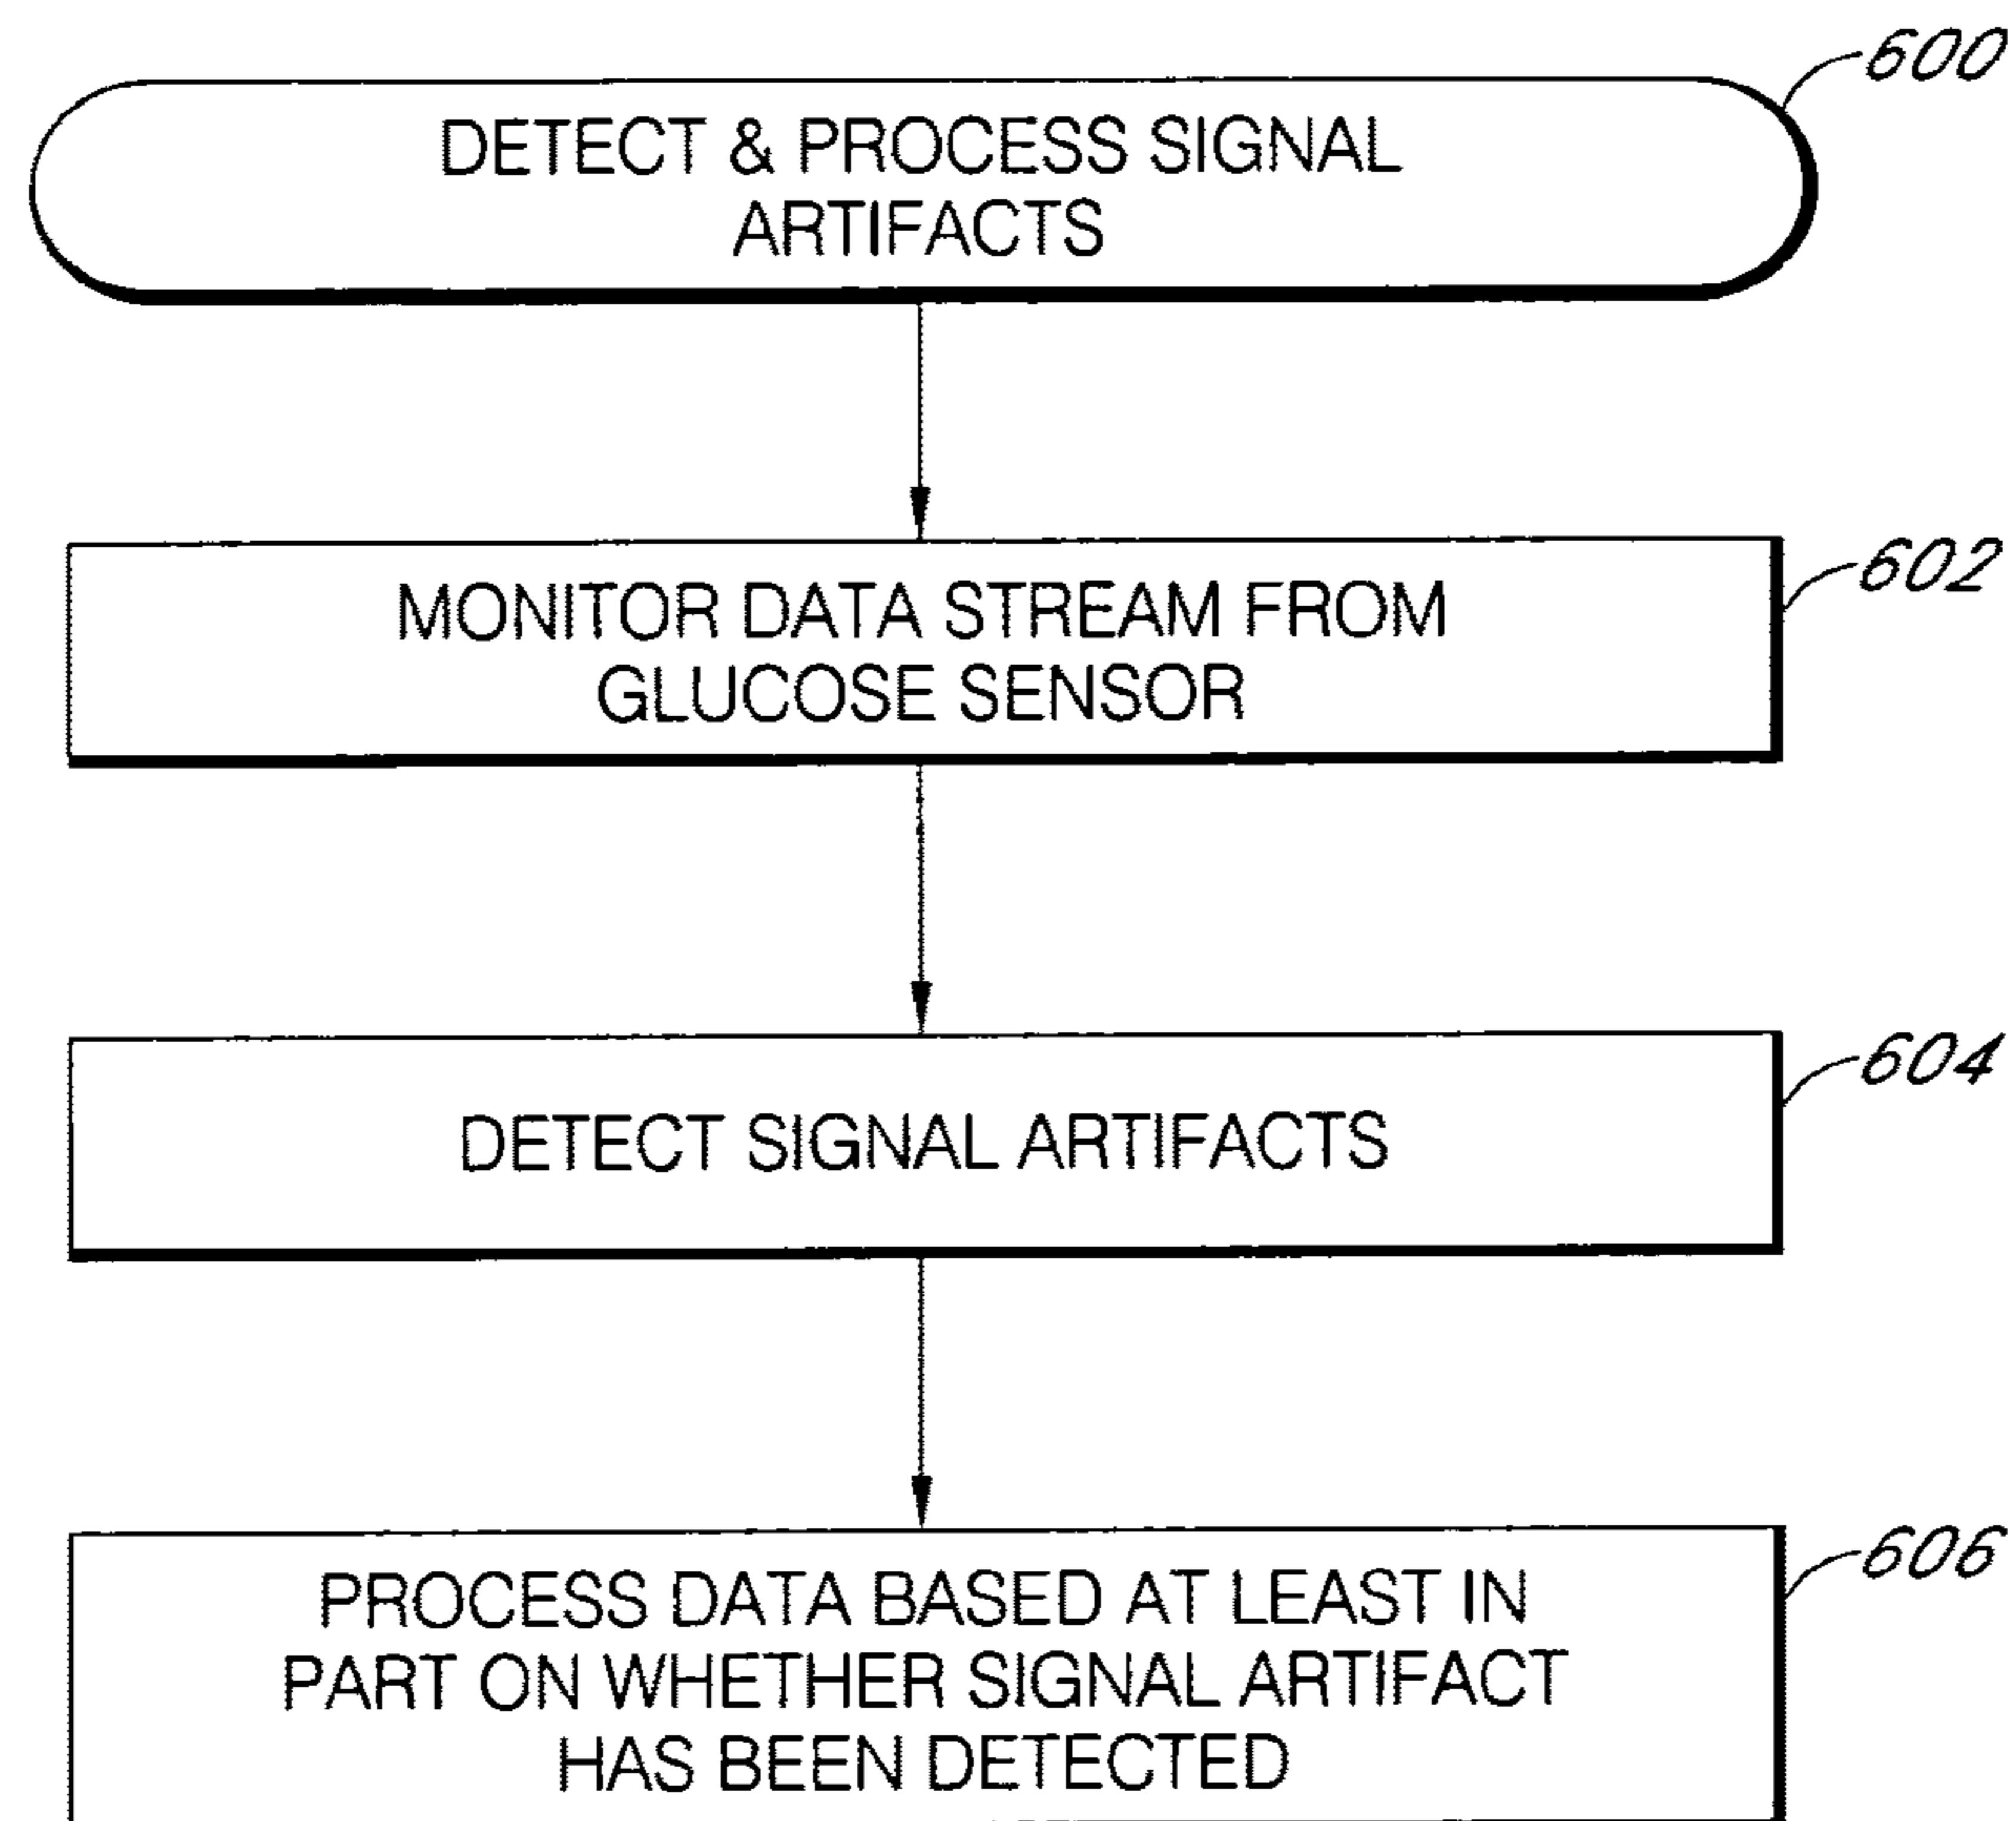 600
DETECT & PROCESS SIGNAL
ARTIFACTS
602
MONITOR DATA STREAM FROM
GLUCOSE SENSOR
604
DETECT SIGNAL ARTIFACTS
606
PROCESS DATA BASED AT LEAST IN
PART ON WHETHER SIGNAL ARTIFACT
HAS BEEN DETECTED